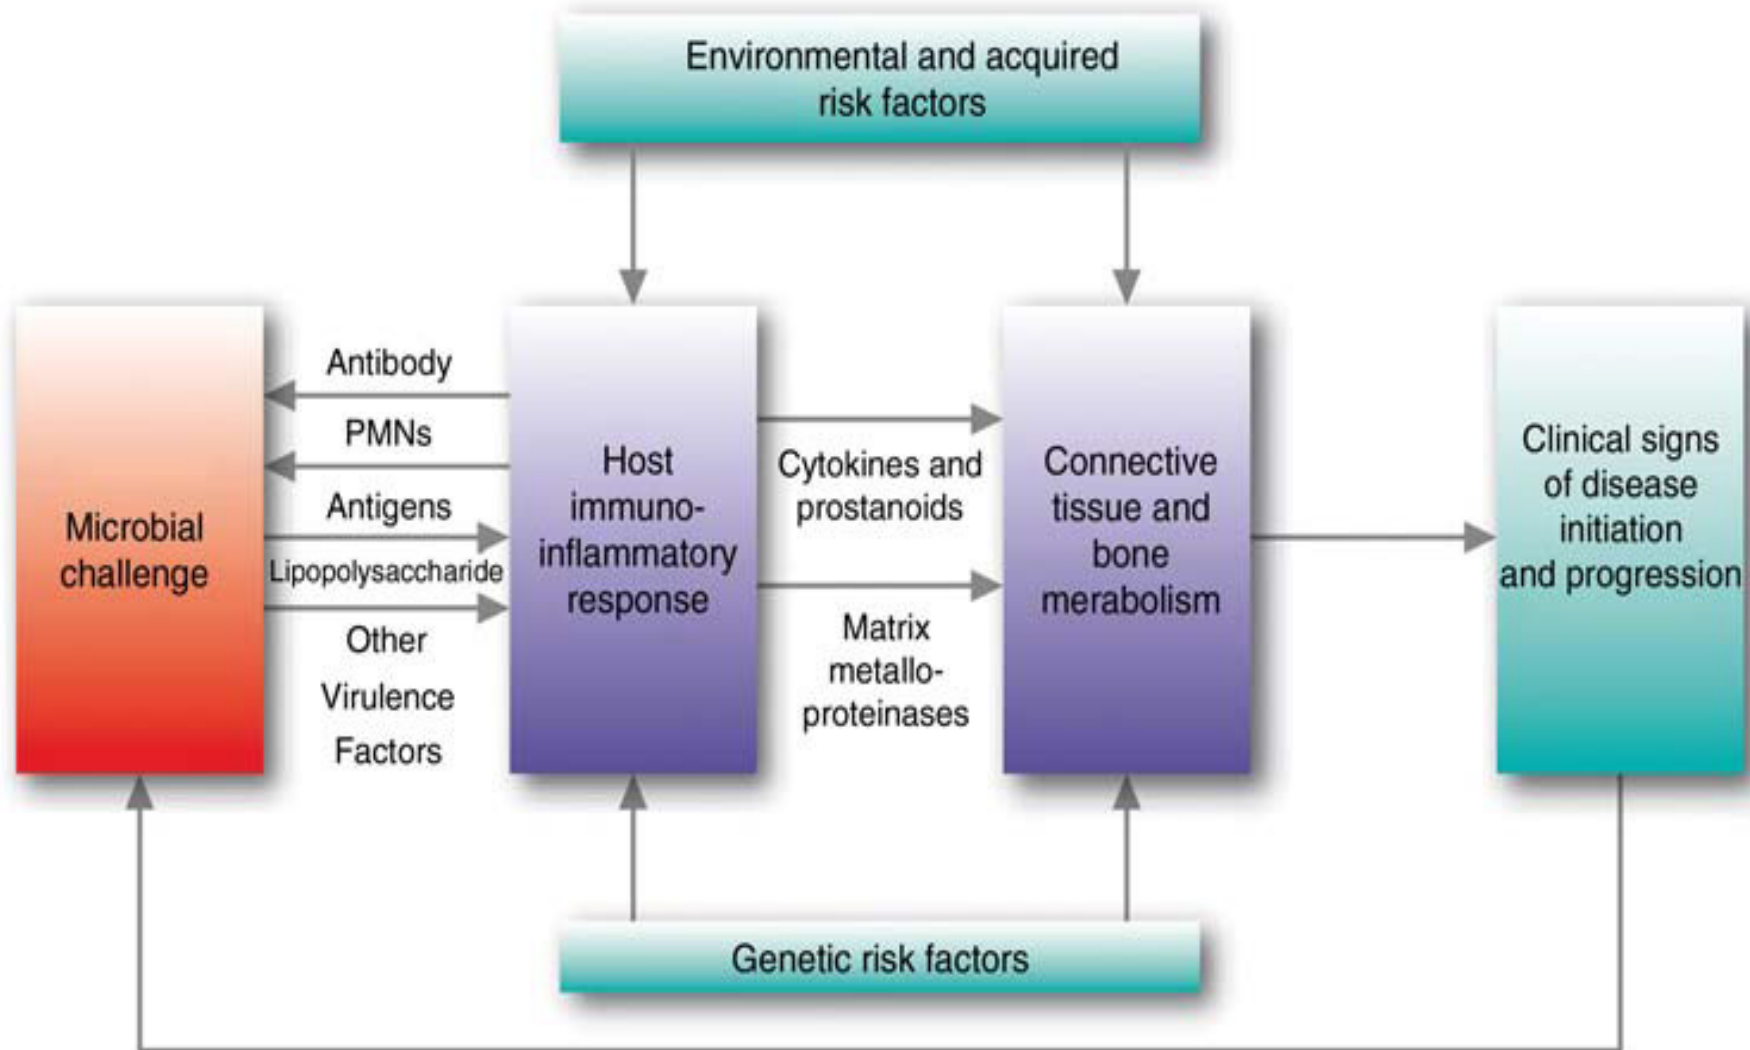 Environmental and acquired
risk factors
Microbial
challenge
Antibody
PMNs
Antigens
Lipopolysaccharide
Other
Virulence
Factors
Host
immuno-
inflammatory
response
Cytokines and
prostanoids
Matrix
metallo-
proteinases
Connective
tissue and
bone
merabolism
Clinical signs
of disease
initiation
and progression
Genetic risk factors